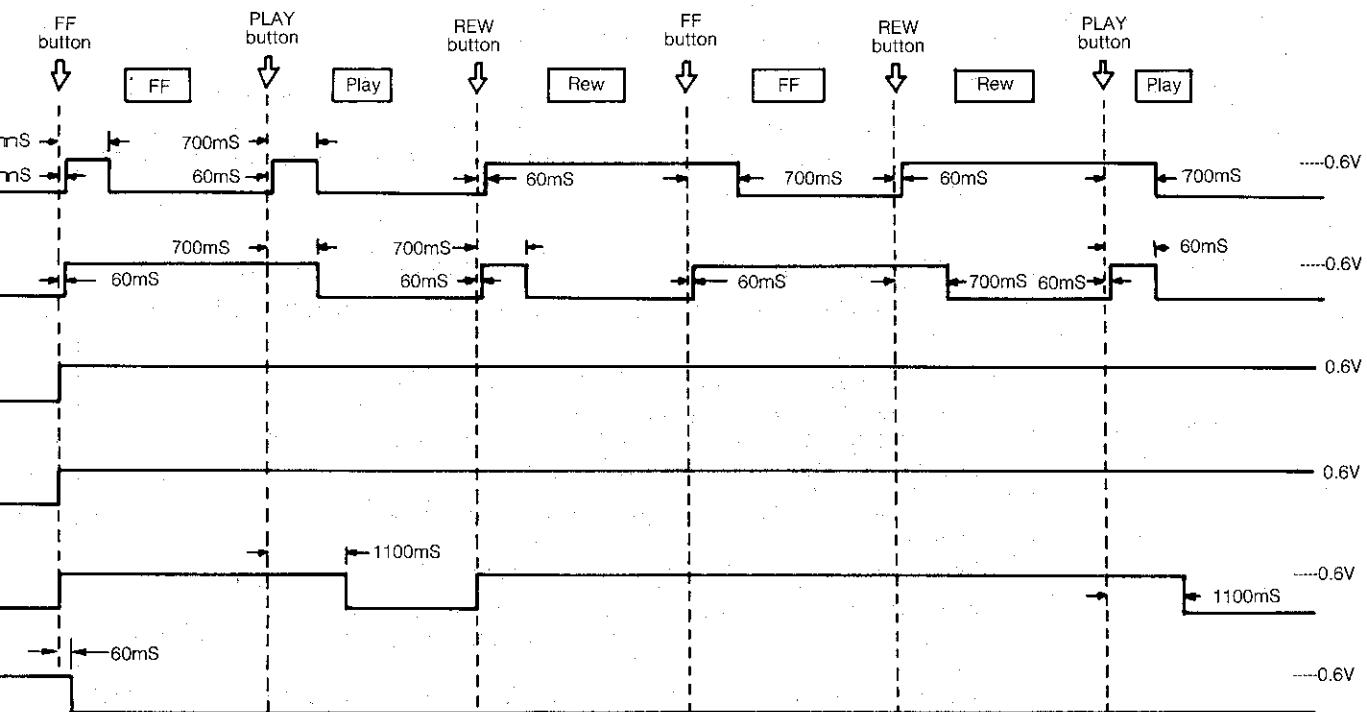 FF button
PLAY button
REW button
FF button
REW button
PLAY button
FF
Play
Rew
FF
Rew
Play
mS 700mS
mS 60mS 60mS 700mS 60mS 700mS ----0.6V
700mS 700mS 60mS
60mS 60mS 60mS 700mS 60mS ----0.6V
0.6V
0.6V
1100mS
----0.6V
1100mS
60mS
----0.6V